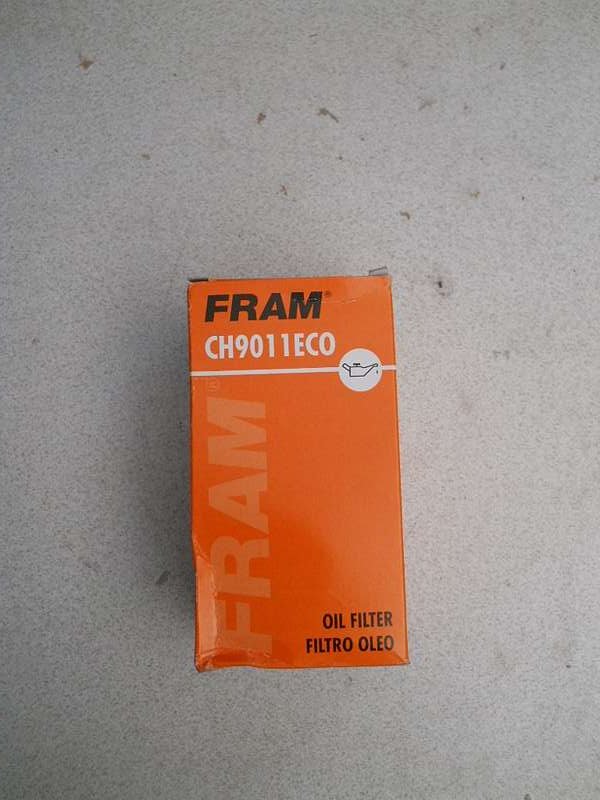 FRAM®
CH9011ECO
FRAM®
OIL FILTER
FILTRO OLEO